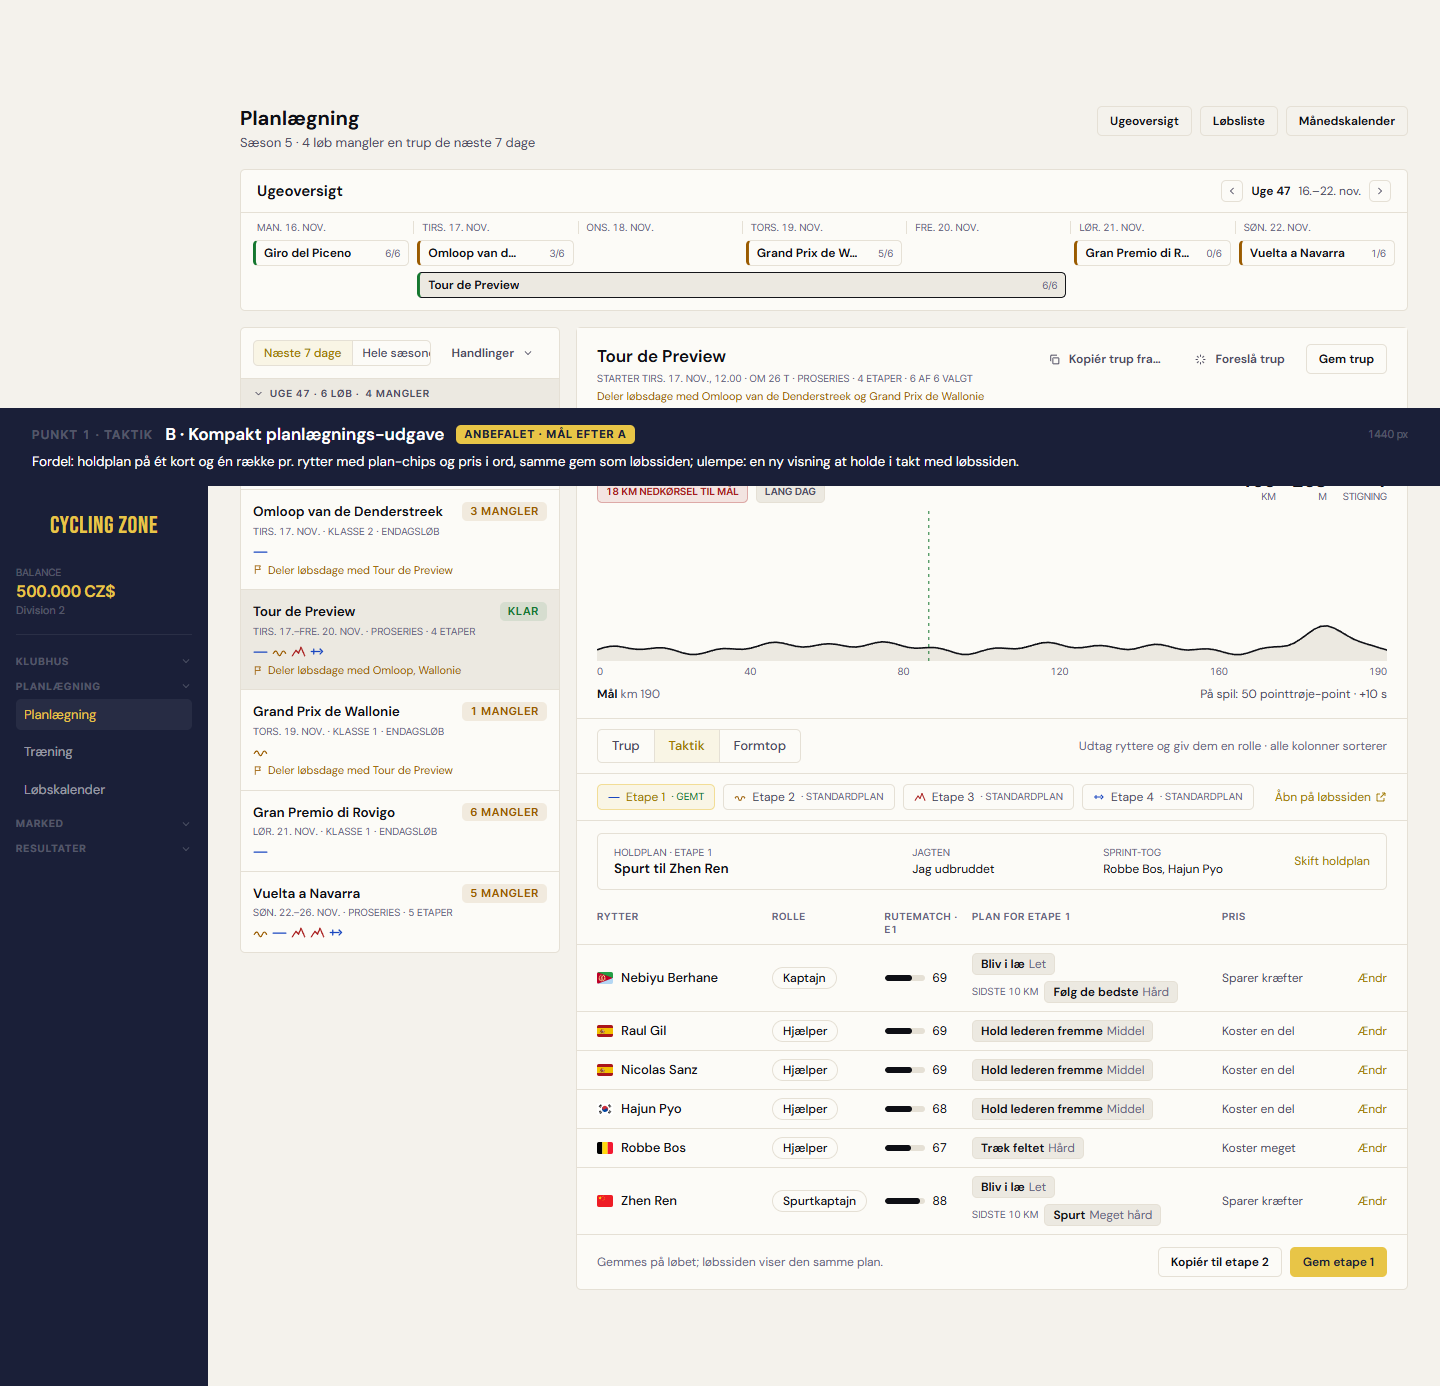 Planlægning
Sæson 5 · 4 løb mangler en trup de næste 7 dage
Ugeoversigt
Løbsliste
Månedskalender
Ugeoversigt
Uge 47 16.–22. nov.
MAN. 16. NOV.
TIRS. 17. NOV.
ONS. 18. NOV.
TORS. 19. NOV.
FRE. 20. NOV.
LØR. 21. NOV.
SØN. 22. NOV.
Giro del Piceno 6/6
Omloop van d... 3/6
Grand Prix de W... 5/6
Gran Premio di R... 0/6
Vuelta a Navarra 1/6
Tour de Preview 6/6
Næste 7 dage
Hele sæson
Handlinger
UGE 47 · 6 LØB · 4 MANGLER
Tour de Preview
Kopiér trup fra...
Foreslå trup
Gem trup
STARTER TIRS. 17. NOV., 12.00 · OM 26 T · PROSERIES · 4 ETAPER · 6 AF 6 VALGT
Deler løbsdage med Omloop van de Denderstreek og Grand Prix de Wallonie
PUNKT 1 · TAKTIK B · Kompakt planlægnings-udgave ANBEFALET · MÅL EFTER A 1440 px
Fordel: holdplan på ét kort og én række pr. rytter med plan-chips og pris i ord, samme gem som løbssiden; ulempe: en ny visning at holde i takt med løbssiden.
CYCLING ZONE
BALANCE
500.000 CZ$
Division 2
KLUBHUS
PLANLÆGNING
Planlægning
Træning
Løbskalender
MARKED
RESULTATER
Omloop van de Denderstreek 3 MANGLER
TIRS. 17. NOV. · KLASSE 2 · ENDAGSLØB
Deler løbsdage med Tour de Preview
Tour de Preview KLAR
TIRS. 17.–FRE. 20. NOV. · PROSERIES · 4 ETAPER
Deler løbsdage med Omloop, Wallonie
Grand Prix de Wallonie 1 MANGLER
TORS. 19. NOV. · KLASSE 1 · ENDAGSLØB
Deler løbsdage med Tour de Preview
Gran Premio di Rovigo 6 MANGLER
LØR. 21. NOV. · KLASSE 1 · ENDAGSLØB
Vuelta a Navarra 5 MANGLER
SØN. 22.–26. NOV. · PROSERIES · 5 ETAPER
18 KM NEDKØRSEL TIL MÅL
LANG DAG
KM M STIGNING
0 40 80 120 160 190
Mål km 190
På spil: 50 pointtrøje-point · +10 s
Trup
Taktik
Formtop
Udtag ryttere og giv dem en rolle · alle kolonner sorterer
Etape 1 · GEMT
Etape 2 · STANDARDPLAN
Etape 3 · STANDARDPLAN
Etape 4 · STANDARDPLAN
Åbn på løbssiden
HOLDPLAN · ETAPE 1
Spurt til Zhen Ren
JAGTEN
Jag udbruddet
SPRINT-TOG
Robbe Bos, Hajun Pyo
Skift holdplan
RYTTER ROLLE RUTEMATCH · E1 PLAN FOR ETAPE 1 PRIS
Nebiyu Berhane Kaptajn 69 Bliv i læ Let Sparer kræfter Ændr
SIDSTE 10 KM Følg de bedste Hård
Raul Gil Hjælper 69 Hold lederen fremme Middel Koster en del Ændr
Nicolas Sanz Hjælper 69 Hold lederen fremme Middel Koster en del Ændr
Hajun Pyo Hjælper 68 Hold lederen fremme Middel Koster en del Ændr
Robbe Bos Hjælper 67 Træk feltet Hård Koster meget Ændr
Zhen Ren Spurtkaptajn 88 Bliv i læ Let Sparer kræfter Ændr
SIDSTE 10 KM Spurt Meget hård
Gemmes på løbet; løbssiden viser den samme plan.
Kopiér til etape 2
Gem etape 1